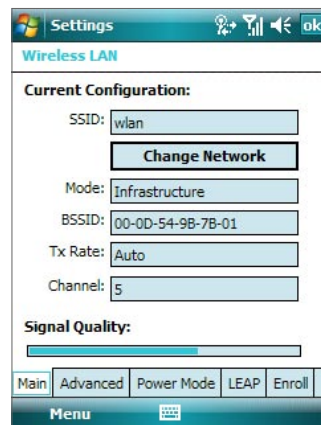 Settings ok
Wireless LAN
Current Configuration:
SSID: wlan
Change Network
Mode: Infrastructure
BSSID: 00-0D-54-9B-7B-01
Tx Rate: Auto
Channel: 5
Signal Quality:
Main Advanced Power Mode LEAP Enroll
Menu